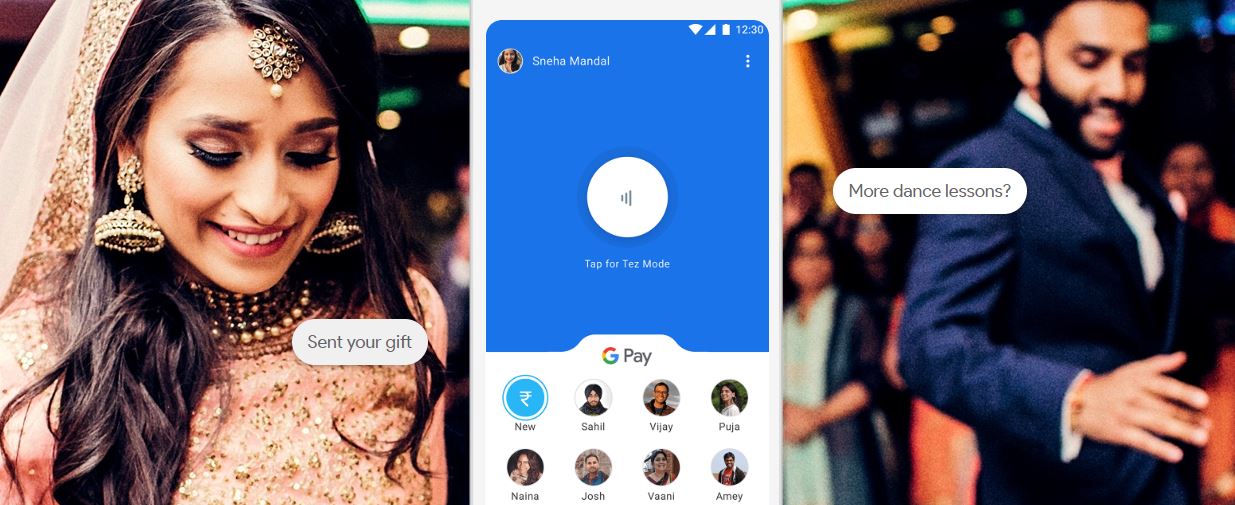 12:30
Sneha Mandal
More dance lessons?
Tap for Tez Mode
Sent your gift
G Pay
₹
New
Sahil
Vijay
Puja
Naina
Josh
Vaani
Amey